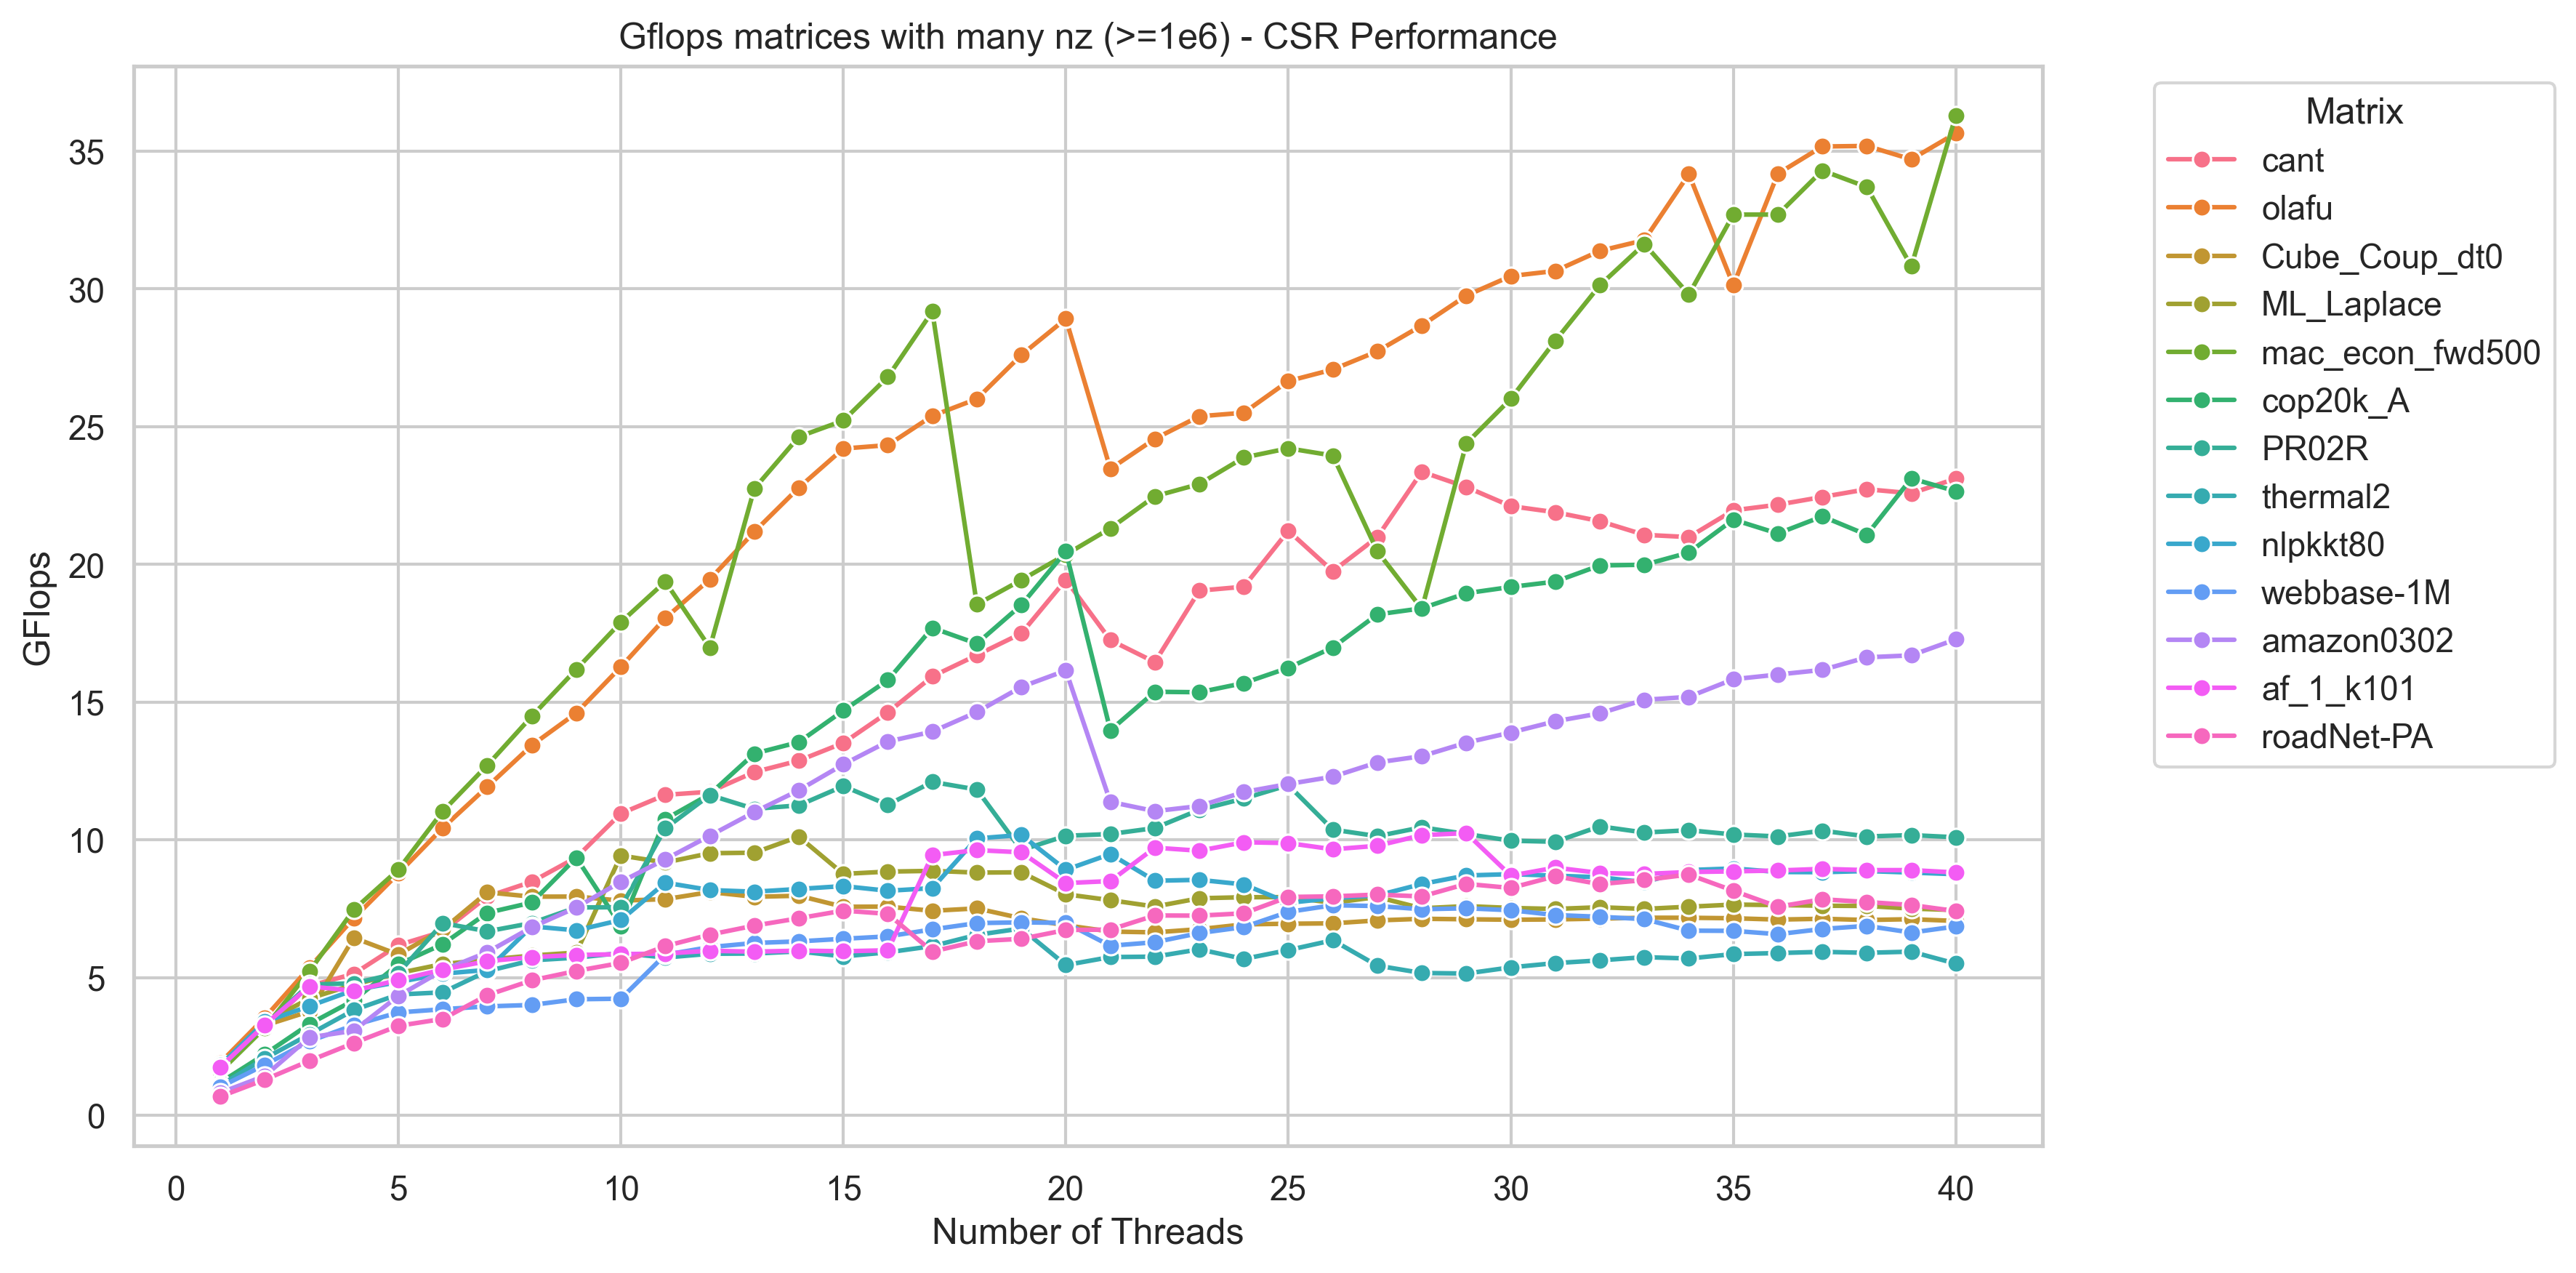 Gflops matrices with many nz (>=1e6) - CSR Performance
GFlops
35
30
25
20
15
10
5
0
0 5 10 15 20 25 30 35 40
Number of Threads
Matrix
cant
olafu
Cube_Coup_dt0
ML_Laplace
mac_econ_fwd500
cop20k_A
PR02R
thermal2
nlpkkt80
webbase-1M
amazon0302
af_1_k101
roadNet-PA